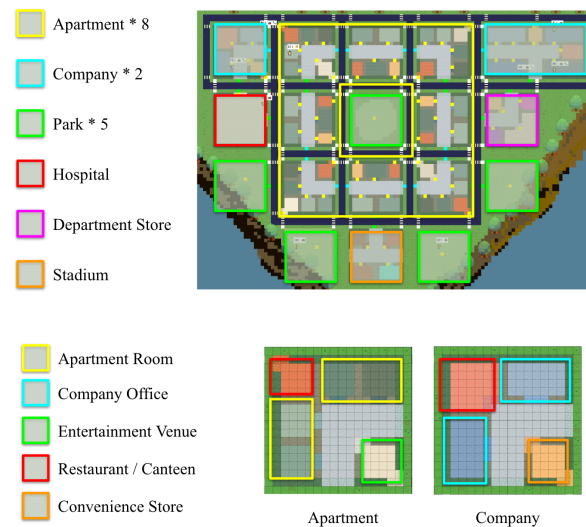 Apartment * 8
Company * 2
Park * 5
Hospital
Department Store
Stadium
Apartment Room
Company Office
Entertainment Venue
Restaurant / Canteen
Convenience Store
Apartment
Company